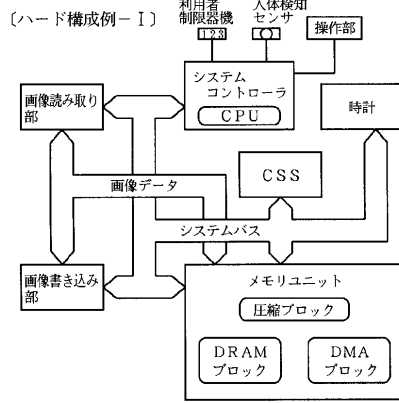 〔ハード構成例－Ⅰ〕
利用者
制限器機
人体検知
センサ
123
操作部
システム
コントローラ
CPU
画像読み取り
部
時計
画像データ
CSS
システムバス
画像書き込み
部
メモリユニット
圧縮ブロック
DRAM
ブロック
DMA
ブロック